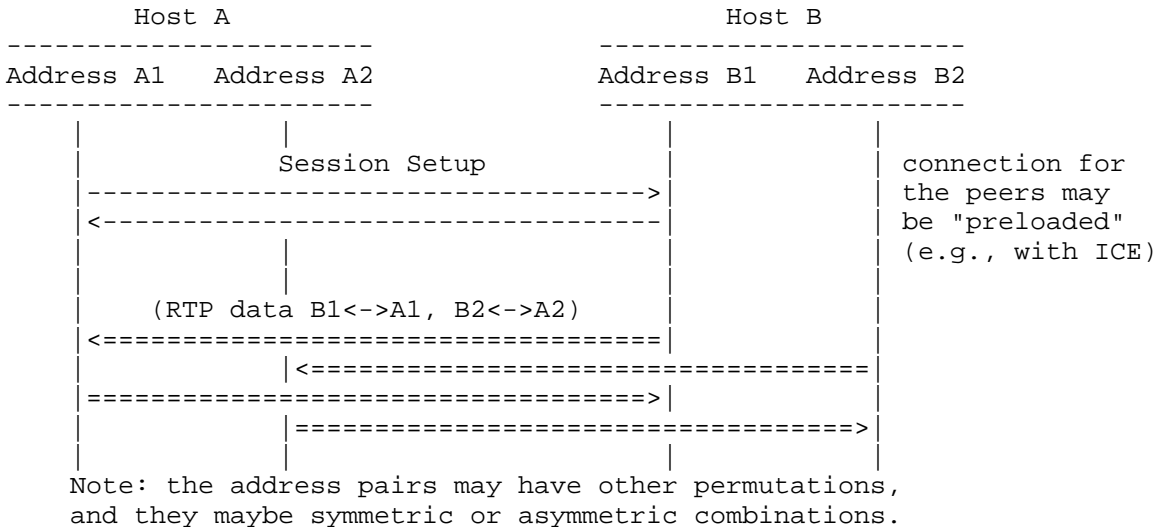 Host A Host B
----------------------- -----------------------
Address A1 Address A2 Address B1 Address B2
----------------------- -----------------------
Session Setup connection for
the peers may
be "preloaded"
(e.g., with ICE)
(RTP data B1<->A1, B2<->A2)
Note: the address pairs may have other permutations,
and they maybe symmetric or asymmetric combinations.